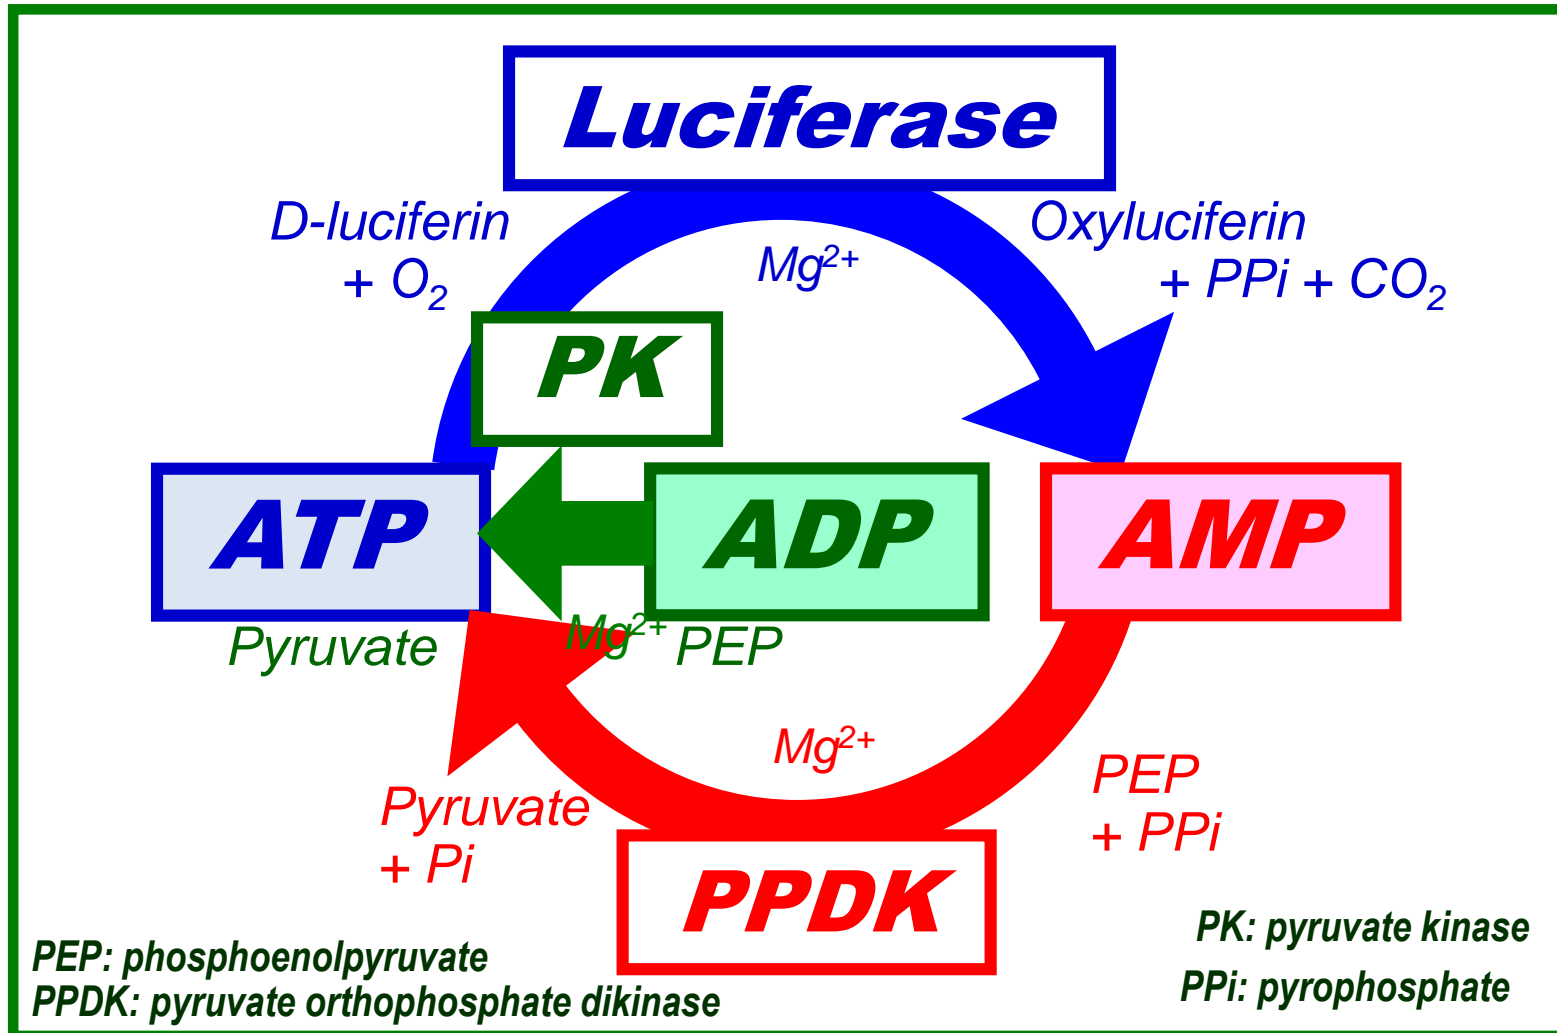 Luciferase
D-luciferin
+ O₂
Mg²⁺
Oxyluciferin
+ PPi + CO₂
PK
ATP
ADP
AMP
Pyruvate
Mg²⁺
PEP
Mg²⁺
Pyruvate
+ Pi
PEP
+ PPi
PPDK
PEP: phosphoenolpyruvate
PPDK: pyruvate orthophosphate dikinase
PK: pyruvate kinase
PPi: pyrophosphate